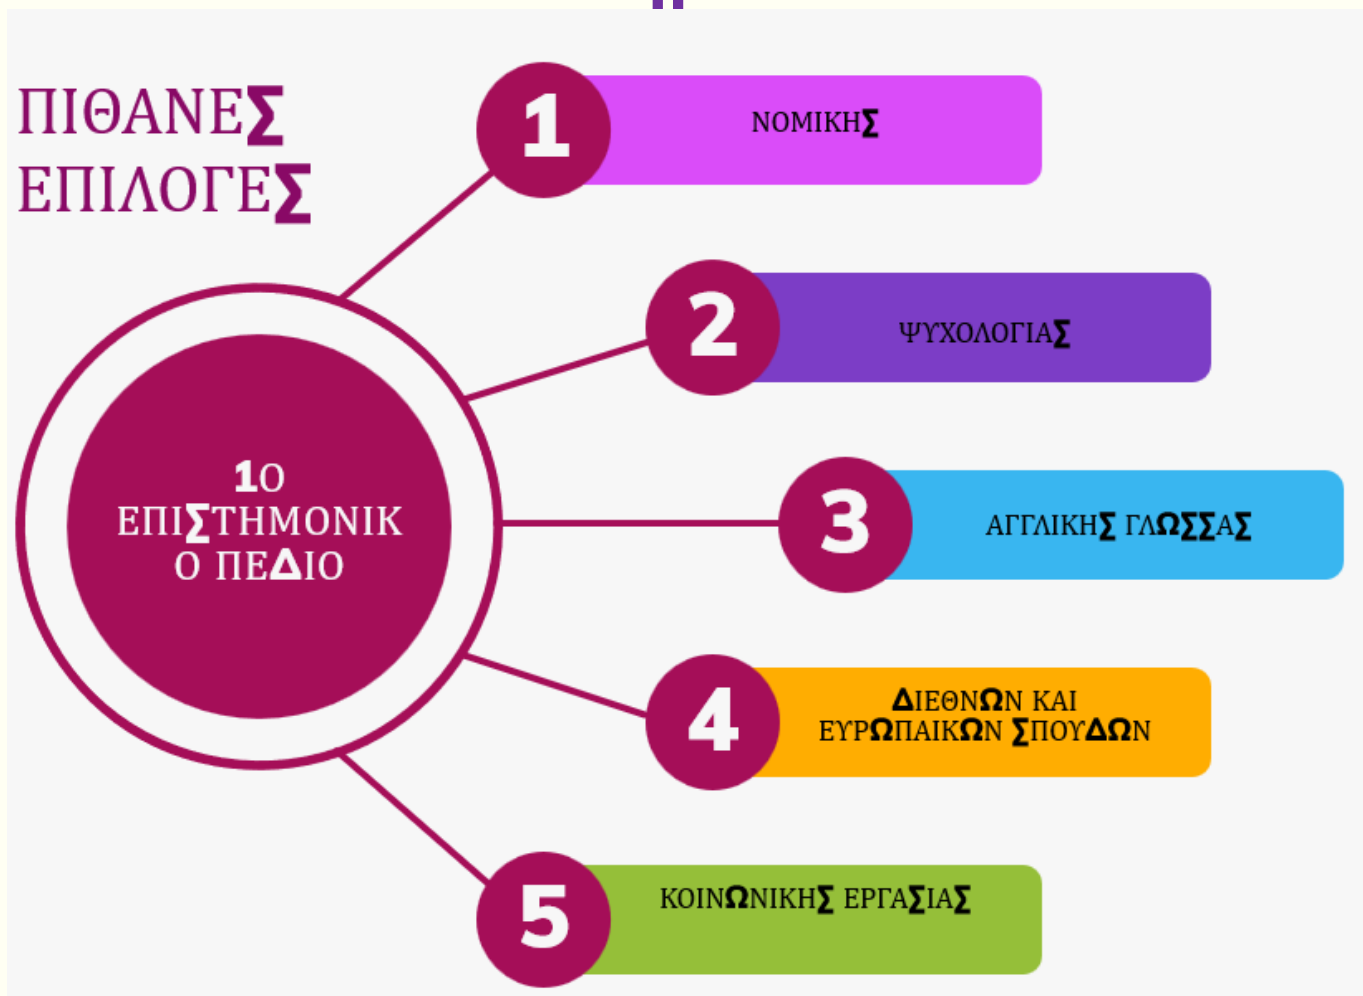 ΠΙΘΑΝΕΣ
ΕΠΙΛΟΓΕΣ
1Ο
ΕΠΙΣΤΗΜΟΝΙΚ
Ο ΠΕΔΙΟ
1
ΝΟΜΙΚΗΣ
2
ΨΥΧΟΛΟΓΙΑΣ
3
ΑΓΓΛΙΚΗΣ ΓΛΩΣΣΑΣ
4
ΔΙΕΘΝΩΝ ΚΑΙ
ΕΥΡΩΠΑΙΚΩΝ ΣΠΟΥΔΩΝ
5
ΚΟΙΝΩΝΙΚΗΣ ΕΡΓΑΣΙΑΣ